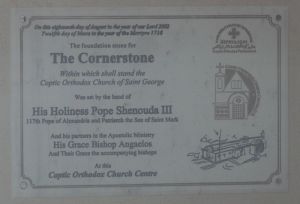 On this eighteenth day of August in the year of our Lord 2002
Twelfth day of Mesra in the year of the Martyrs 1718
The foundation stone for
The Cornerstone
Within which shall stand the
Coptic Orthodox Church of Saint George
Was set by the hand of
His Holiness Pope Shenouda III
117th Pope of Alexandria and Patriarch the See of Saint Mark
And his partners in the Apostolic Ministry
His Grace Bishop Angaelos
And Their Grace the accompanying bishops
At this
Coptic Orthodox Church Centre